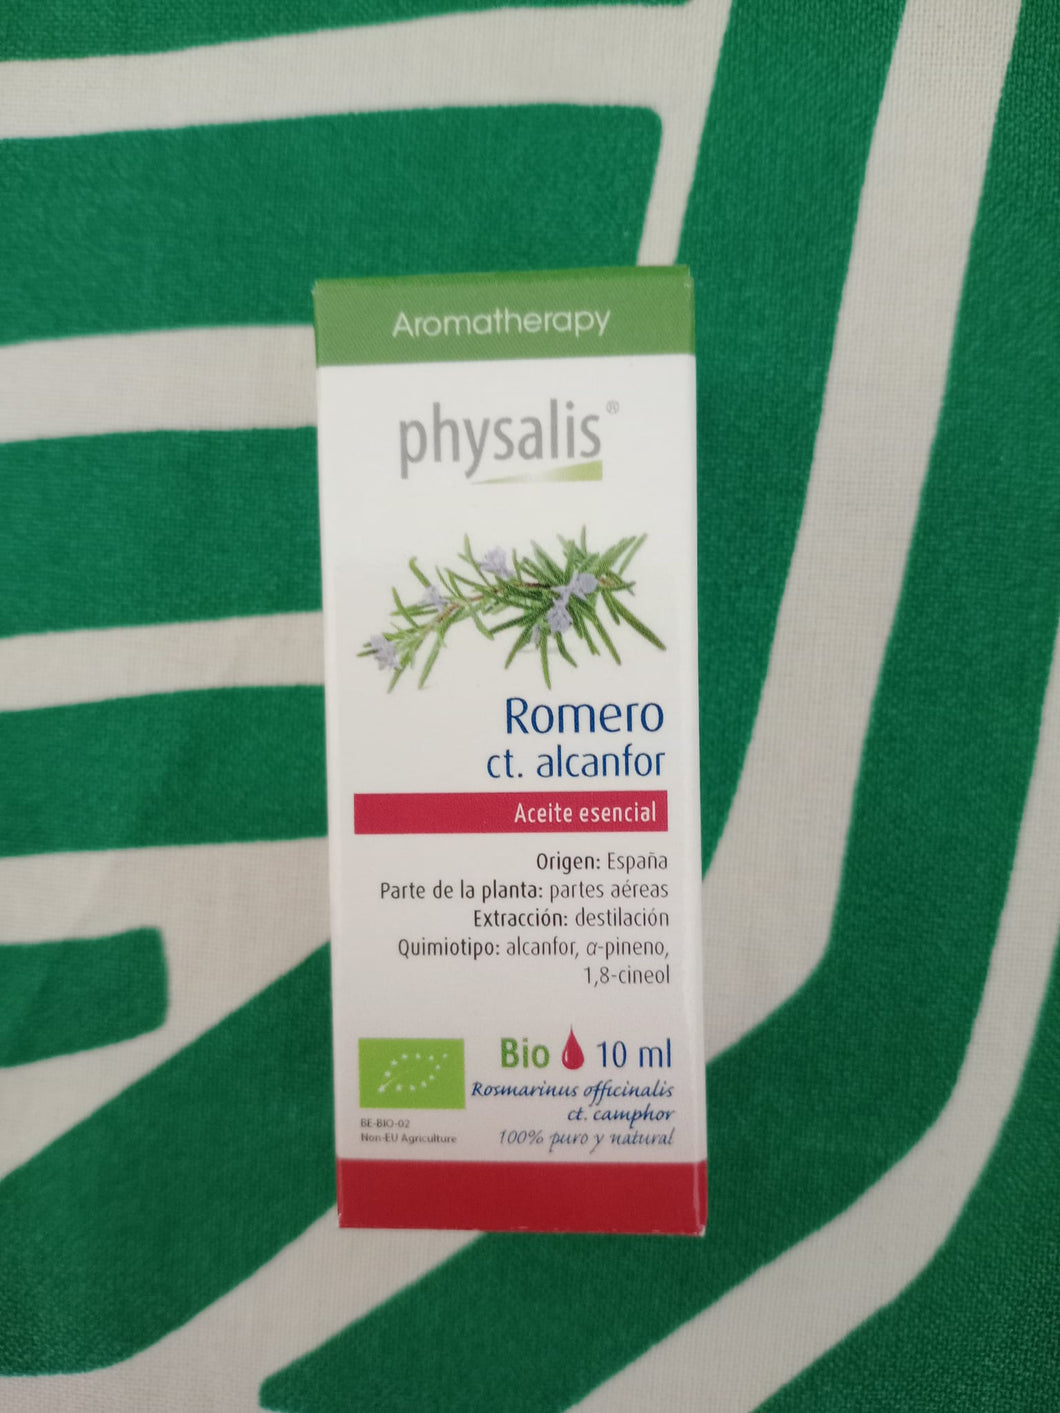 Aromatherapy
physalis®
Romero
ct. alcanfor
Aceite esencial
Origen: España
Parte de la planta: partes aéreas
Extracción: destilación
Quimiotipo: alcanfor, α-pineno,
1,8-cineol
Bio 10 ml
Rosmarinus officinalis
ct. camphor
100% puro y natural
BE-BIO-02
Non-EU Agriculture